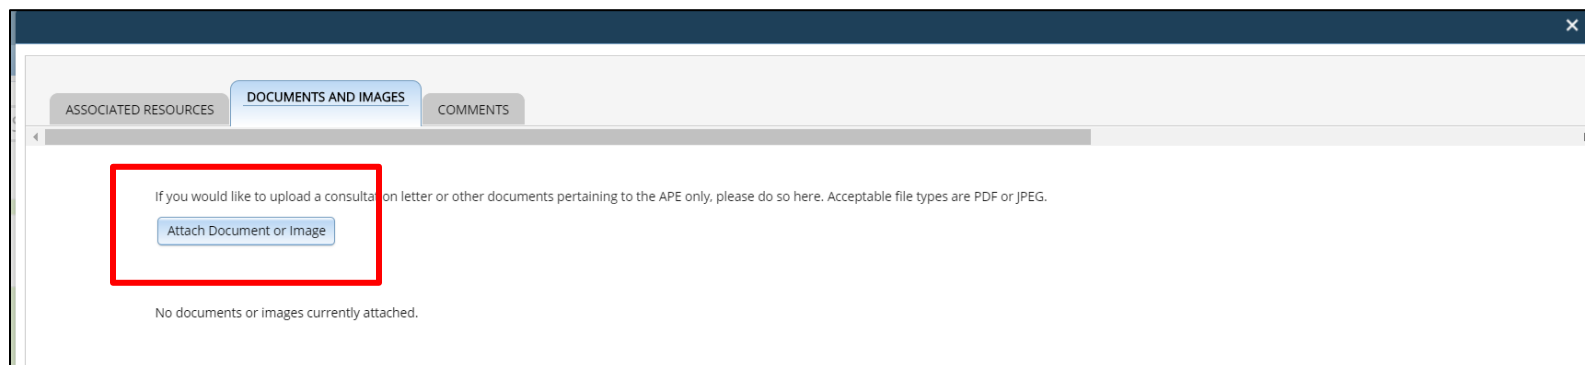 ASSOCIATED RESOURCES
DOCUMENTS AND IMAGES
COMMENTS
If you would like to upload a consultation letter or other documents pertaining to the APE only, please do so here. Acceptable file types are PDF or JPEG.
Attach Document or Image
No documents or images currently attached.